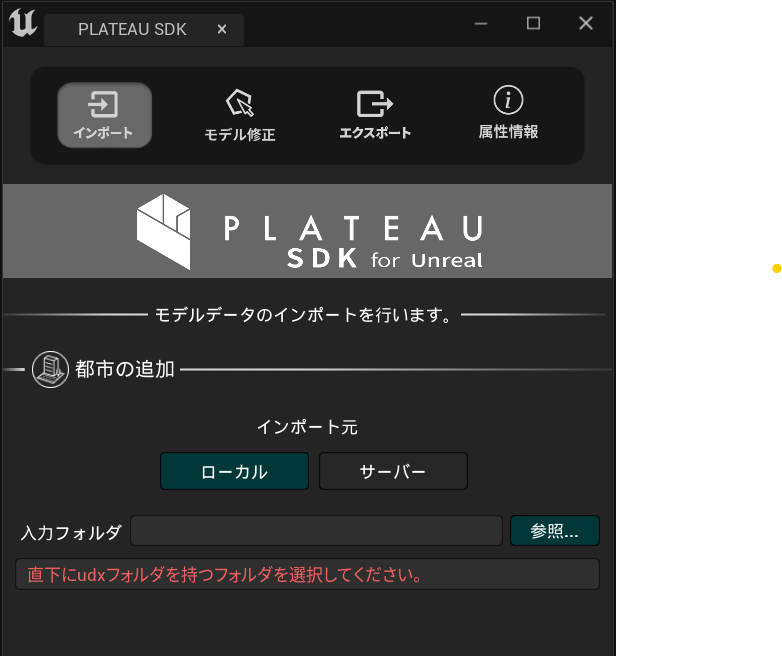 PLATEAU SDK
インポート
モデル修正
エクスポート
属性情報
PLATEAU
SDK for Unreal
モデルデータのインポートを行います。
都市の追加
インポート元
ローカル
サーバー
入力フォルダ
参照...
直下にudxフォルダを持つフォルダを選択してください。